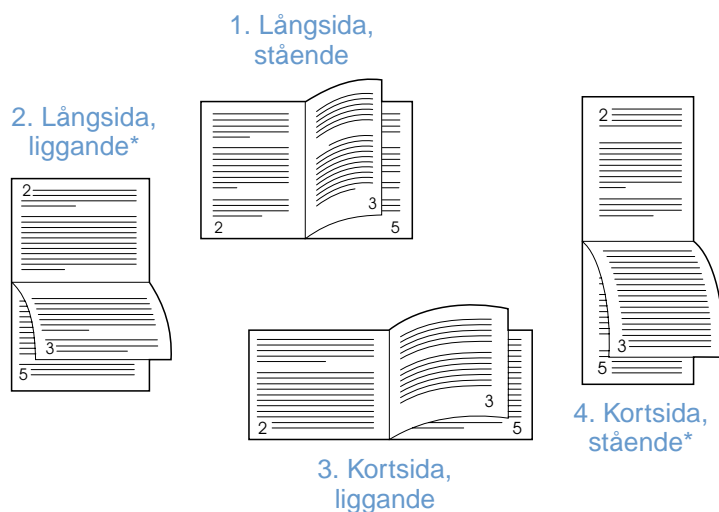 1. Långsida,
stående
2. Långsida,
liggande*
2
3
5
2
3
5
2
3
5
2
3
5
3. Kortsida,
liggande
4. Kortsida,
stående*